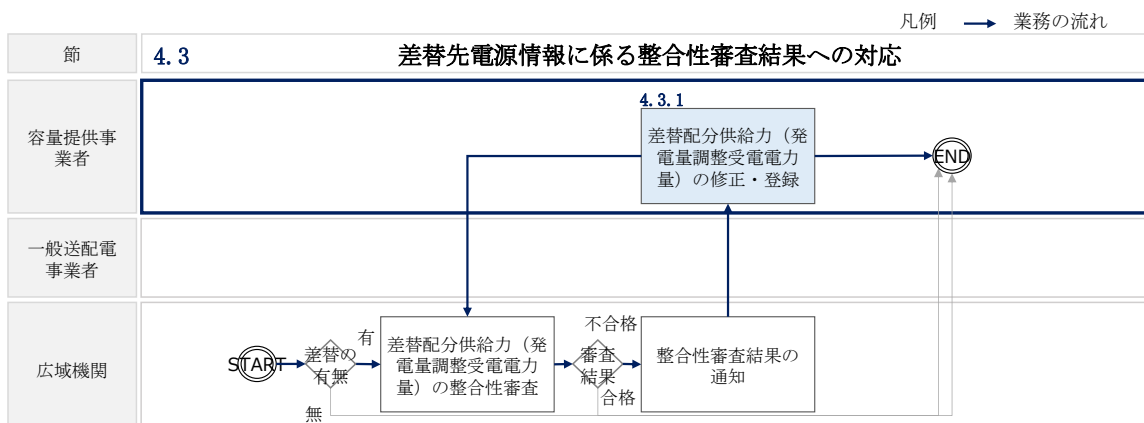 凡例 業務の流れ
節
4.3 差替先電源情報に係る整合性審査結果への対応
容量提供事
業者
4.3.1
差替配分供給力（発
電量調整受電電力
量）の修正・登録
END
一般送配電
事業者
広域機関
START
差替の
有無
有
無
差替配分供給力（発
電量調整受電電力
量）の整合性審査
審査
結果
不合格
合格
整合性審査結果の
通知